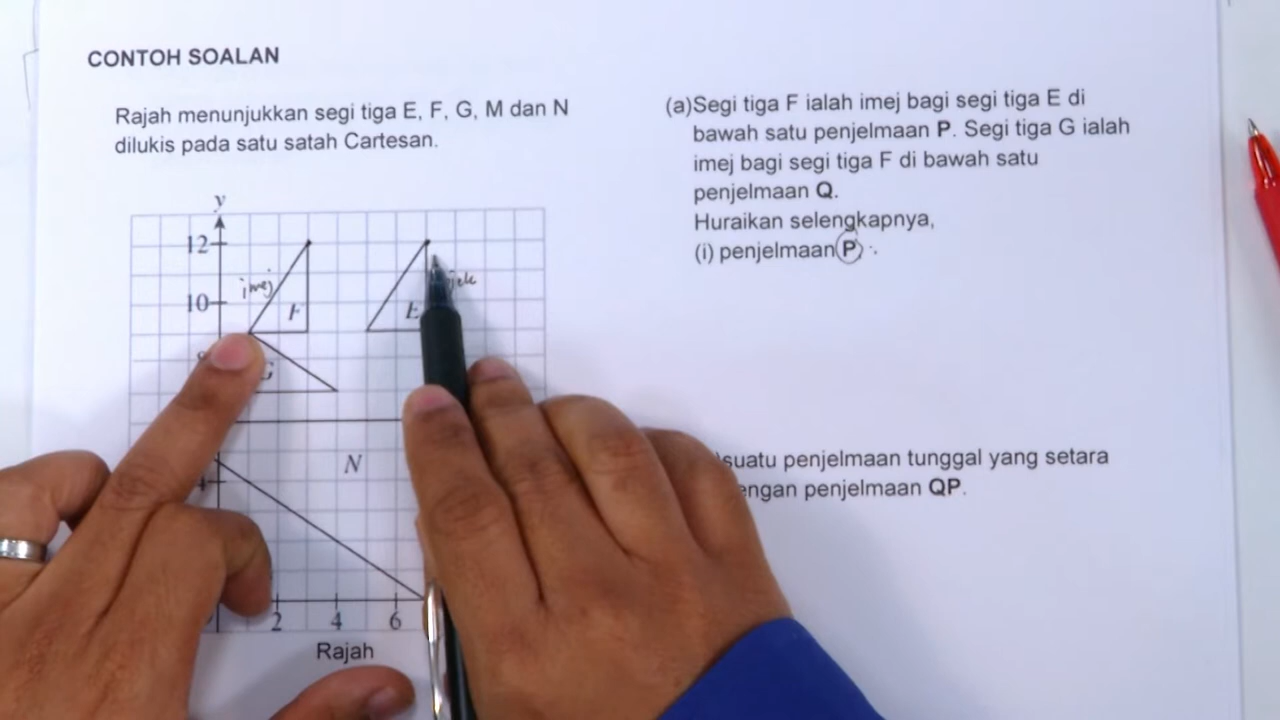 CONTOH SOALAN
Rajah menunjukkan segi tiga E, F, G, M dan N
dilukis pada satu satah Cartesan.
y
12
10
imej
F
E
G
N
2
4
6
Rajah
(a)Segi tiga F ialah imej bagi segi tiga E di
bawah satu penjelmaan P. Segi tiga G ialah
imej bagi segi tiga F di bawah satu
penjelmaan Q.
Huraikan selengkapnya,
(i) penjelmaan P
suatu penjelmaan tunggal yang setara
penjelmaan QP.